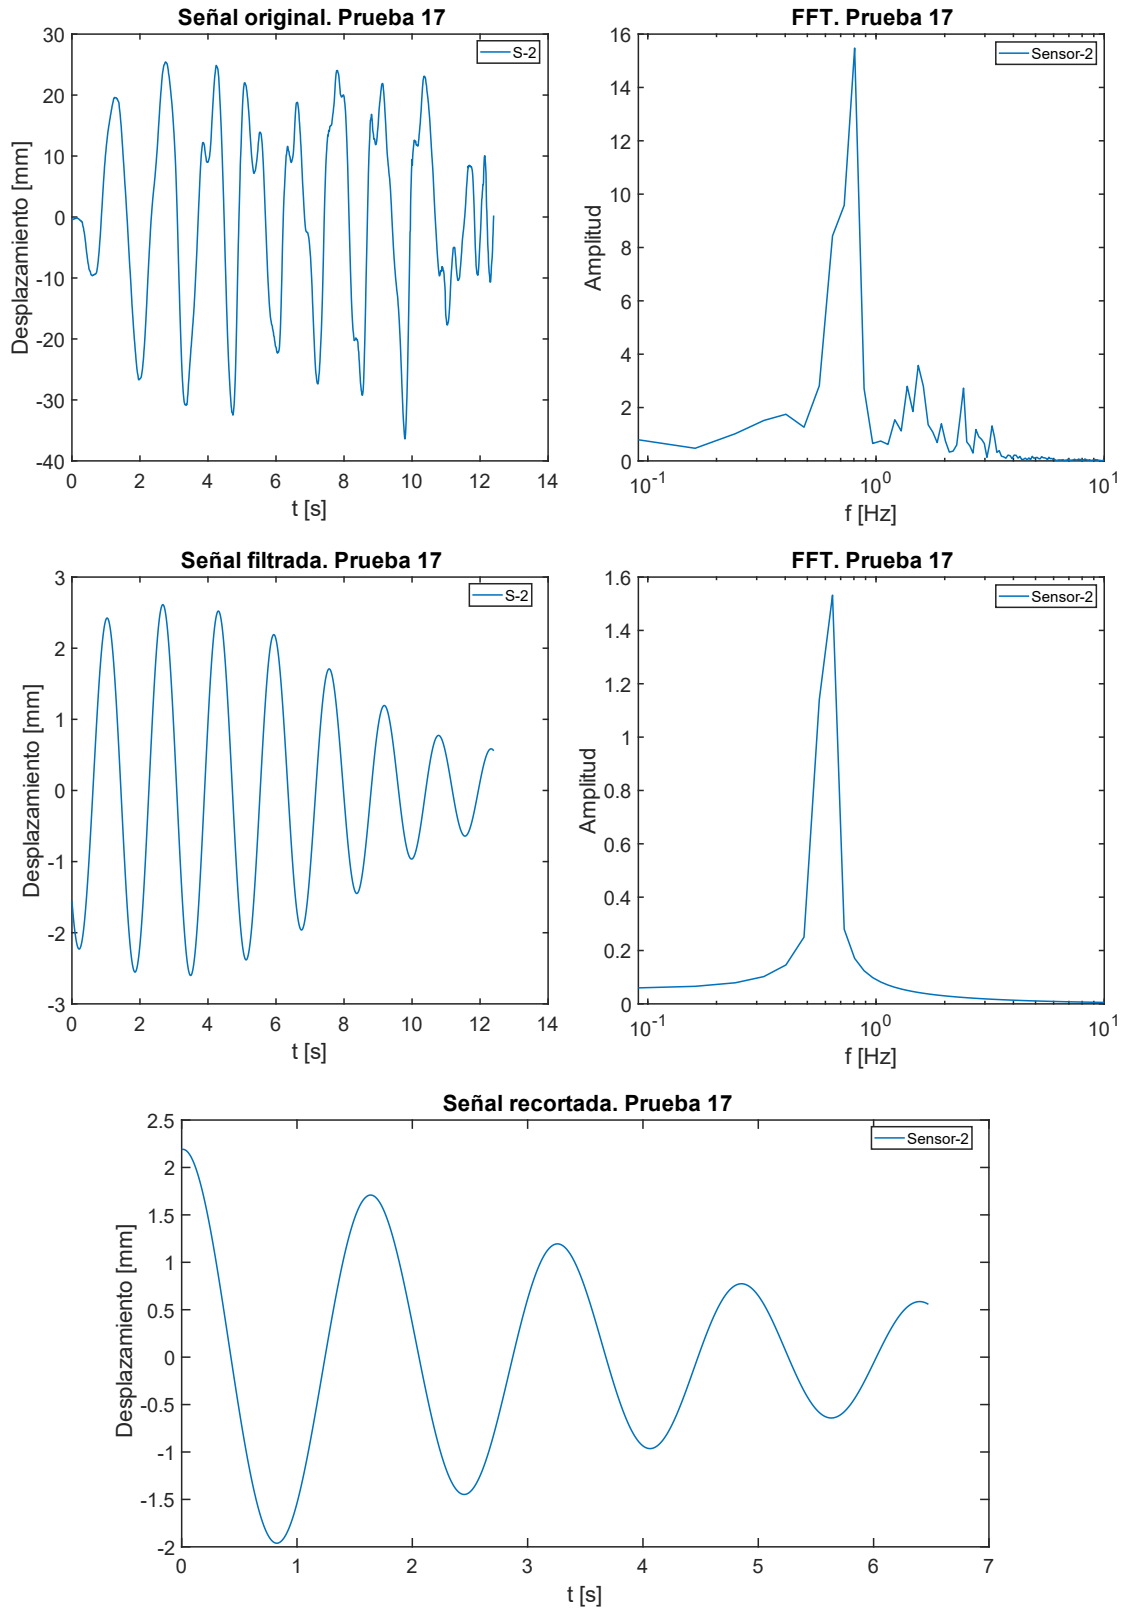 Señal original. Prueba 17
S-2
30
20
10
0
-10
-20
-30
-40
Desplazamiento [mm]
0 2 4 6 8 10 12 14
t [s]
FFT. Prueba 17
Sensor-2
16
14
12
10
8
6
4
2
0
Amplitud
10-1 100 101
f [Hz]
Señal filtrada. Prueba 17
S-2
3
2
1
0
-1
-2
-3
Desplazamiento [mm]
0 2 4 6 8 10 12 14
t [s]
FFT. Prueba 17
Sensor-2
1.6
1.4
1.2
1
0.8
0.6
0.4
0.2
0
Amplitud
10-1 100 101
f [Hz]
Señal recortada. Prueba 17
Sensor-2
2.5
2
1.5
1
0.5
0
-0.5
-1
-1.5
-2
Desplazamiento [mm]
0 1 2 3 4 5 6 7
t [s]